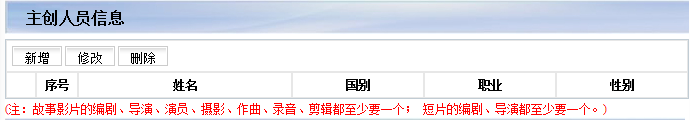 主创人员信息
新增 修改 删除
序号 姓名 国别 职业 性别
(注：故事影片的编剧、导演、演员、摄影、作曲、录音、剪辑都至少要一个； 短片的编剧、导演都至少要一个。)